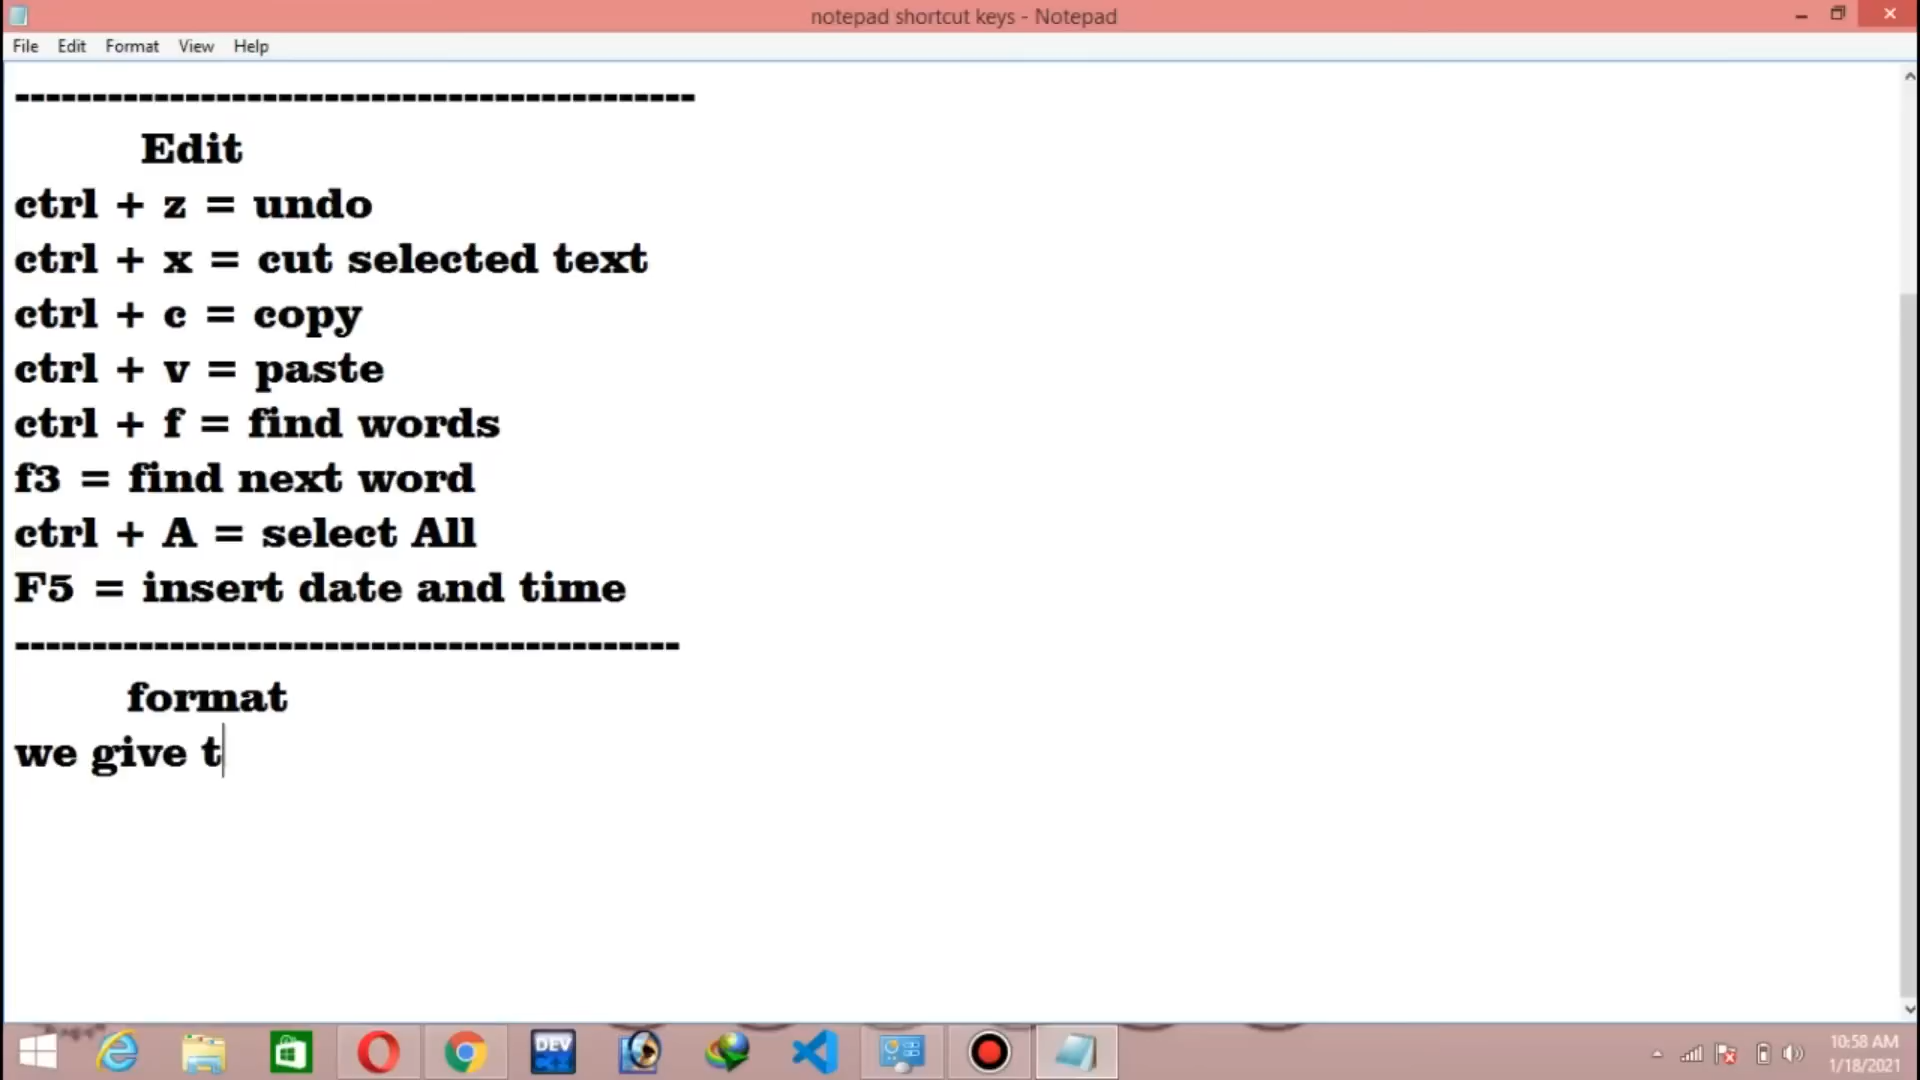 notepad shortcut keys - Notepad
File Edit Format View Help
--------------------------------------------
Edit
ctrl + z = undo
ctrl + x = cut selected text
ctrl + c = copy
ctrl + v = paste
ctrl + f = find words
f3 = find next word
ctrl + A = select All
F5 = insert date and time
-------------------------------------------
format
we give t
DEV
10:58 AM
1/18/2021